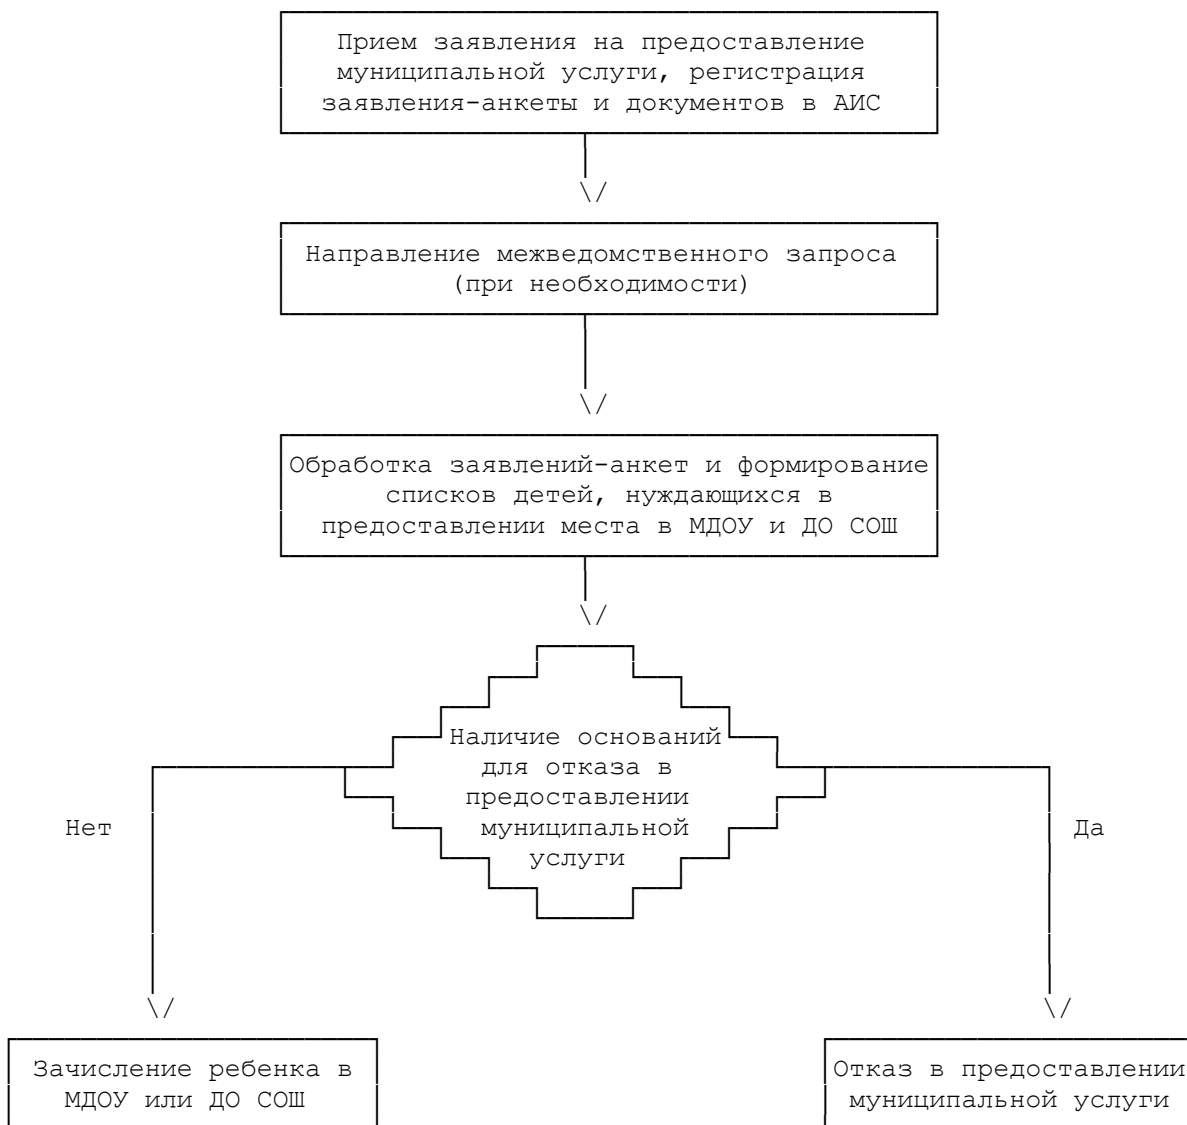 Прием заявления на предоставление
муниципальной услуги, регистрация
заявления-анкеты и документов в АИС
Направление межведомственного запроса
(при необходимости)
Обработка заявлений-анкет и формирование
списков детей, нуждающихся в
предоставлении места в МДОУ и ДО СОШ
Наличие оснований
для отказа в
предоставлении
муниципальной
услуги
Нет
Да
Зачисление ребенка в
МДОУ или ДО СОШ
Отказ в предоставлении
муниципальной услуги